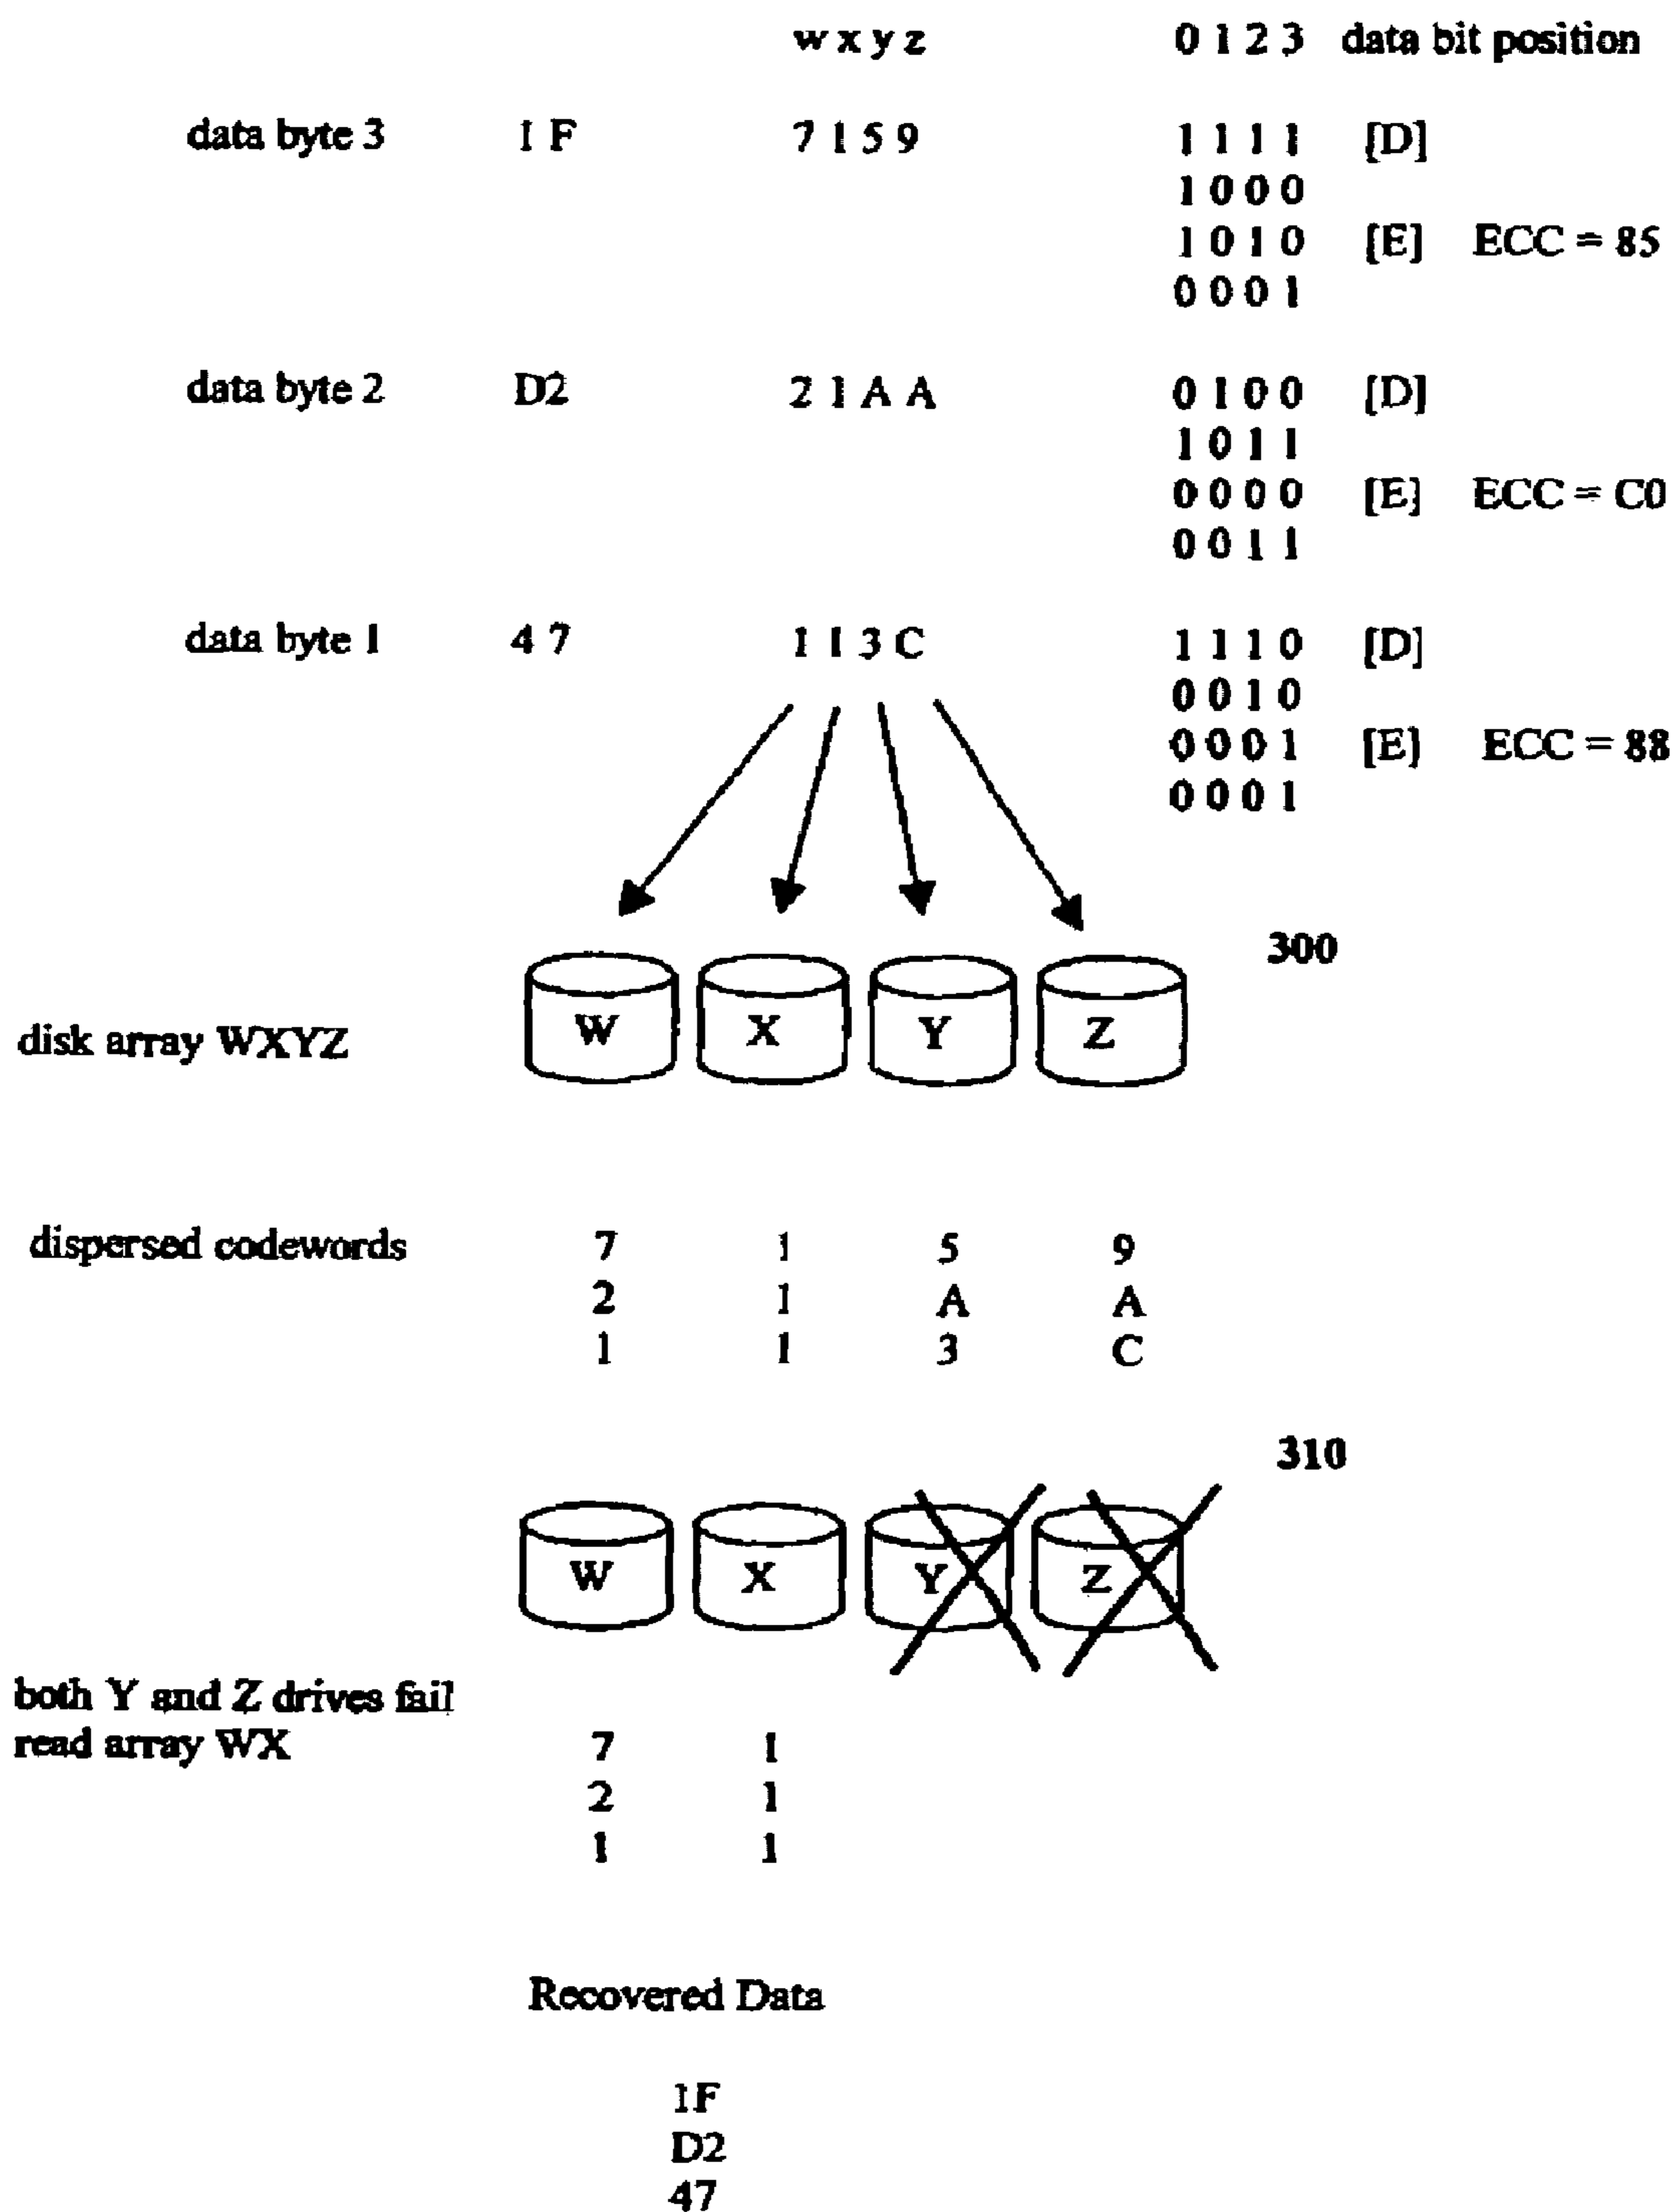 w x y z 0 1 2 3 data bit position
data byte 3 1 F 7 1 5 9 1 1 1 1 [D]
1 0 0 0
1 0 1 0 [E] ECC = 85
0 0 0 1
data byte 2 D2 2 1 A A 0 1 0 0 [D]
1 0 1 1
0 0 0 0 [E] ECC = C0
0 0 1 1
data byte 1 4 7 1 1 3 C 1 1 1 0 [D]
0 0 1 0
0 0 0 1 [E] ECC = 88
0 0 0 1
300
disk array WXYZ W X Y Z
dispersed codewords 7 1 5 9
2 1 A A
1 1 3 C
310
W X Y Z
both Y and Z drives fail
read array WX 7 1
2 1
1 1
Recovered Data
1F
D2
47